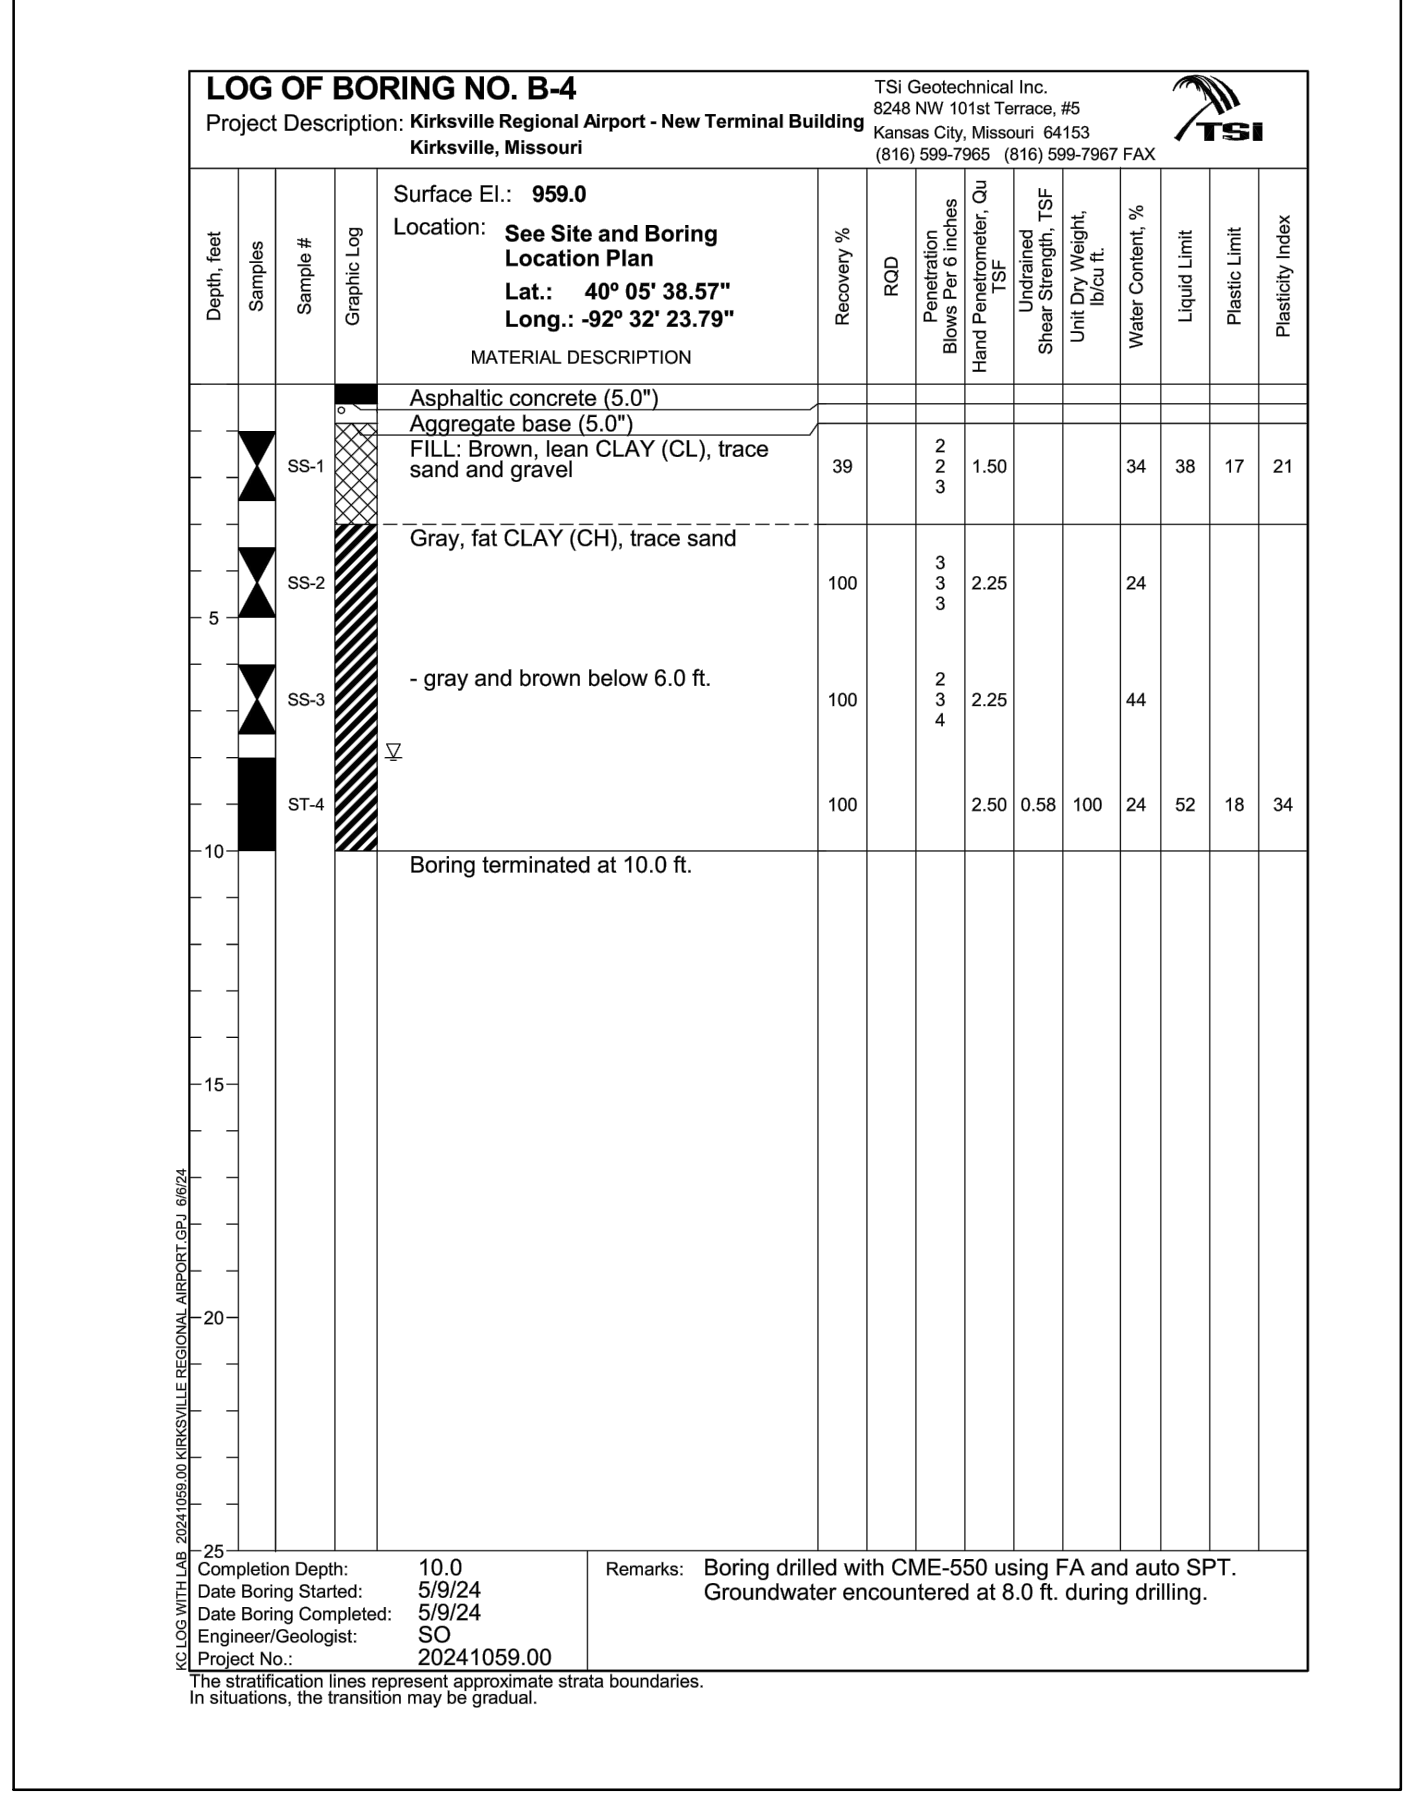 LOG OF BORING NO. B-4
Project Description: Kirksville Regional Airport - New Terminal Building
Kirksville, Missouri
TSi Geotechnical Inc.
8248 NW 101st Terrace, #5
Kansas City, Missouri 64153
(816) 599-7965 (816) 599-7967 FAX
TSI
Depth, feet
Samples
Sample #
Graphic Log
Surface El.: 959.0
Location: See Site and Boring
Location Plan
Lat.: 40º 05' 38.57"
Long.: -92º 32' 23.79"
MATERIAL DESCRIPTION
Recovery %
RQD
Penetration
Blows Per 6 inches
Hand Penetrometer, Qu
TSF
Undrained
Shear Strength, TSF
Unit Dry Weight,
lb/cu ft.
Water Content, %
Liquid Limit
Plastic Limit
Plasticity Index
Asphaltic concrete (5.0")
Aggregate base (5.0")
FILL: Brown, lean CLAY (CL), trace
sand and gravel
SS-1 39 2 2 3 1.50 34 38 17 21
Gray, fat CLAY (CH), trace sand
SS-2 100 3 3 3 2.25 24
5
- gray and brown below 6.0 ft.
SS-3 100 2 3 4 2.25 44
ST-4 100 2.50 0.58 100 24 52 18 34
10
Boring terminated at 10.0 ft.
15
20
25
KC LOG WITH LAB 20241059.00 KIRKSVILLE REGIONAL AIRPORT.GPJ 6/6/24
Completion Depth: 10.0
Date Boring Started: 5/9/24
Date Boring Completed: 5/9/24
Engineer/Geologist: SO
Project No.: 20241059.00
Remarks: Boring drilled with CME-550 using FA and auto SPT.
Groundwater encountered at 8.0 ft. during drilling.
The stratification lines represent approximate strata boundaries.
In situations, the transition may be gradual.